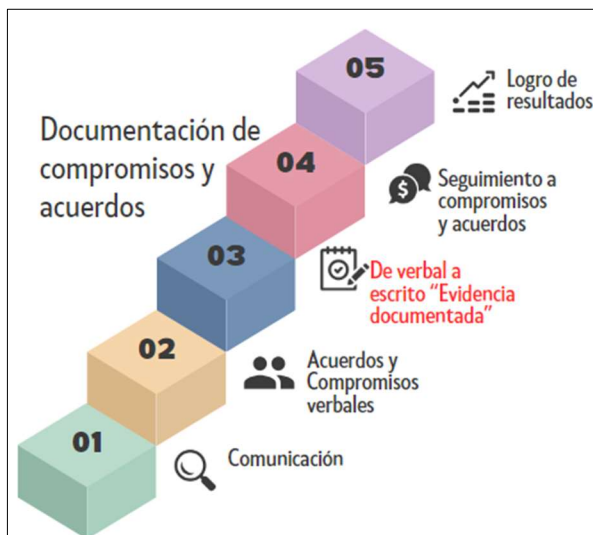 Documentación de
compromisos y
acuerdos
05
Logro de
resultados
04
$
Seguimiento a
compromisos
y acuerdos
03
De verbal a
escrito “Evidencia
documentada”
02
Acuerdos y
Compromisos
verbales
01
Comunicación